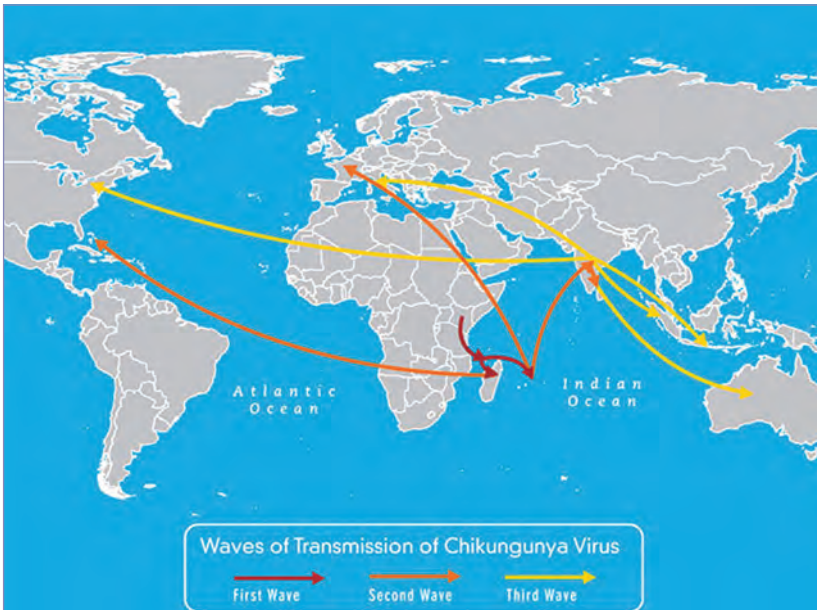 Atlantic
Ocean
Indian
Ocean
Waves of Transmission of Chikungunya Virus
First Wave
Second Wave
Third Wave